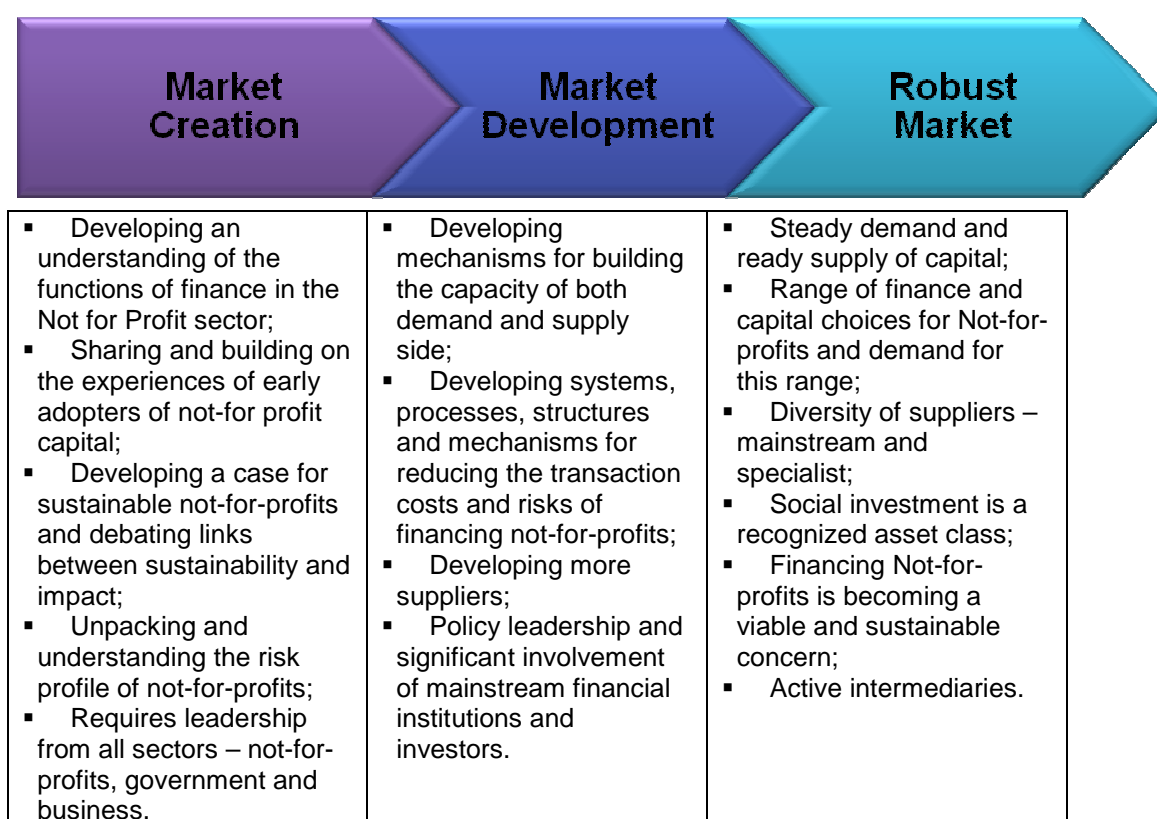 Market
Creation
Market
Development
Robust
Market
▪ Developing an
understanding of the
functions of finance in the
Not for Profit sector;
▪ Sharing and building on
the experiences of early
adopters of not-for profit
capital;
▪ Developing a case for
sustainable not-for-profits
and debating links
between sustainability and
impact;
▪ Unpacking and
understanding the risk
profile of not-for-profits;
▪ Requires leadership
from all sectors – not-for-
profits, government and
business.
▪ Developing
mechanisms for building
the capacity of both
demand and supply
side;
▪ Developing systems,
processes, structures
and mechanisms for
reducing the transaction
costs and risks of
financing not-for-profits;
▪ Developing more
suppliers;
▪ Policy leadership and
significant involvement
of mainstream financial
institutions and
investors.
▪ Steady demand and
ready supply of capital;
▪ Range of finance and
capital choices for Not-for-
profits and demand for
this range;
▪ Diversity of suppliers –
mainstream and
specialist;
▪ Social investment is a
recognized asset class;
▪ Financing Not-for-
profits is becoming a
viable and sustainable
concern;
▪ Active intermediaries.